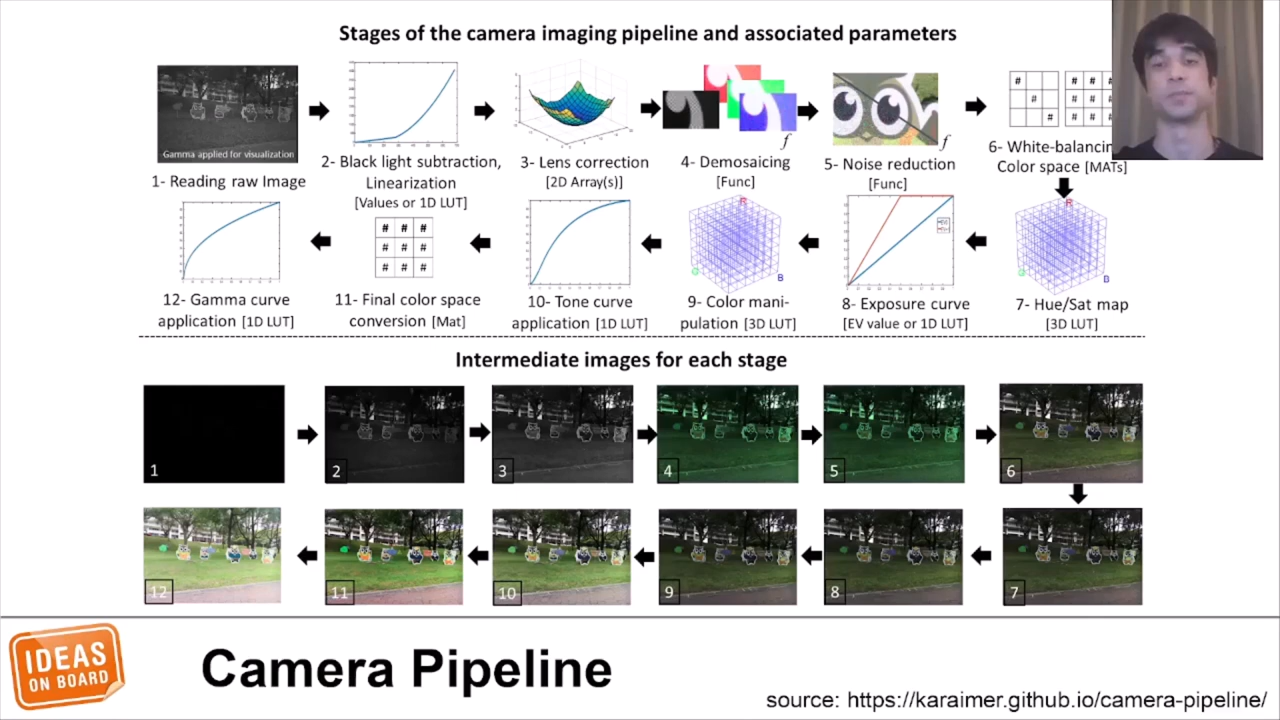 Stages of the camera imaging pipeline and associated parameters
Gamma applied for visualization
1- Reading raw Image
2- Black light subtraction,
Linearization
[Values or 1D LUT]
3- Lens correction
[2D Array(s)]
f
4- Demosaicing
[Func]
f
5- Noise reduction
[Func]
# # # #
# # #
# # #
6- White-balancin
Color space [MATs]
12- Gamma curve
application [1D LUT]
# # #
# # #
# # #
11- Final color space
conversion [Mat]
10- Tone curve
application [1D LUT]
R
G
B
9- Color mani-
pulation [3D LUT]
8- Exposure curve
[EV value or 1D LUT]
R
G
B
7- Hue/Sat map
[3D LUT]
Intermediate images for each stage
1
2
3
4
5
6
12
11
10
9
8
7
IDEAS
ON BOARD
Camera Pipeline
source: https://karaimer.github.io/camera-pipeline/